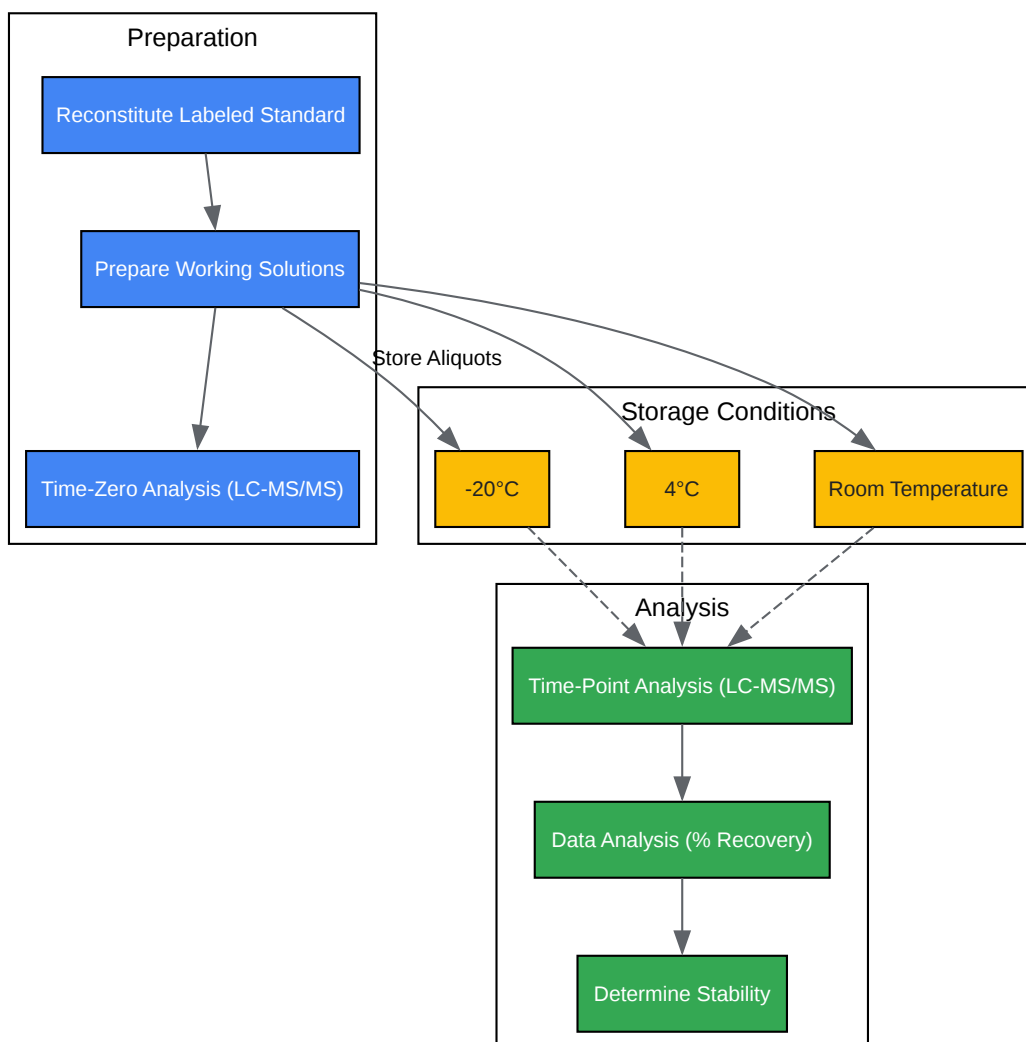 Preparation
Reconstitute Labeled Standard
Prepare Working Solutions
Store Aliquots
Time-Zero Analysis (LC-MS/MS)
Storage Conditions
-20°C
4°C
Room Temperature
Analysis
Time-Point Analysis (LC-MS/MS)
Data Analysis (% Recovery)
Determine Stability